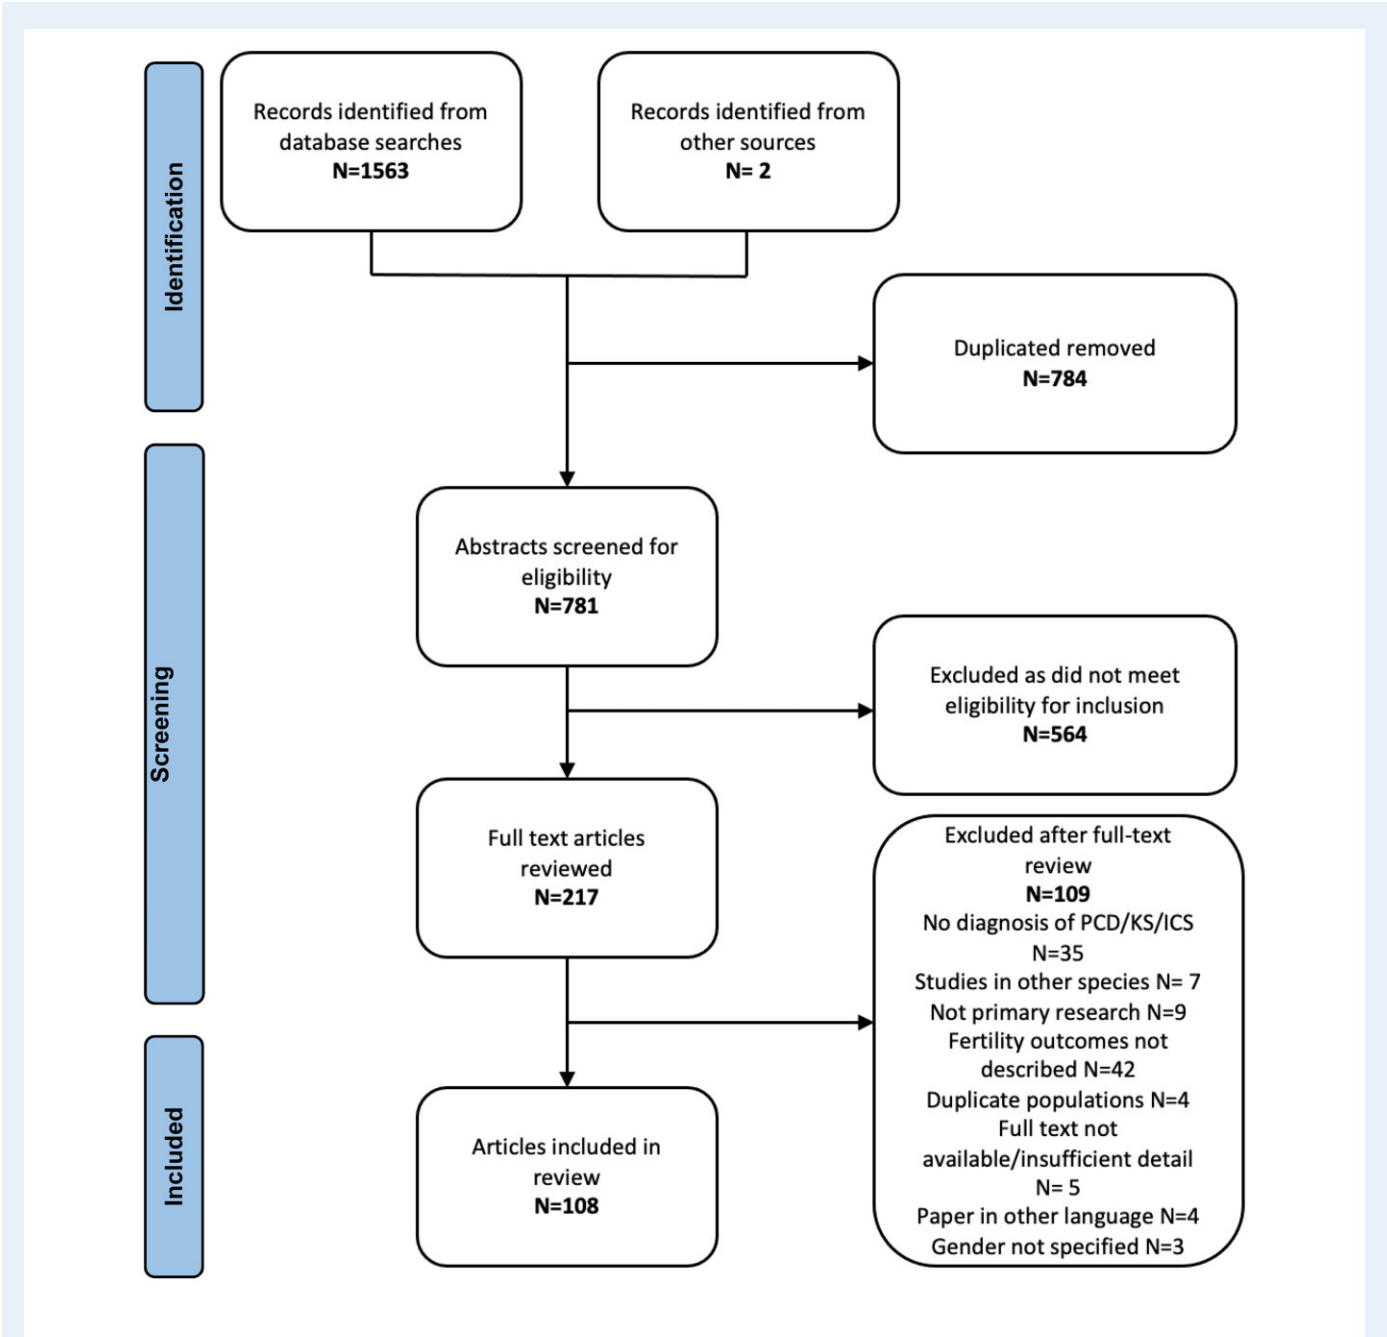 Identification
Records identified from
database searches
N=1563
Records identified from
other sources
N= 2
Duplicated removed
N=784
Screening
Abstracts screened for
eligibility
N=781
Excluded as did not meet
eligibility for inclusion
N=564
Full text articles
reviewed
N=217
Excluded after full-text
review
N=109
No diagnosis of PCD/KS/ICS
N=35
Studies in other species N= 7
Not primary research N=9
Fertility outcomes not
described N=42
Duplicate populations N=4
Full text not
available/insufficient detail
N= 5
Paper in other language N=4
Gender not specified N=3
Included
Articles included in
review
N=108